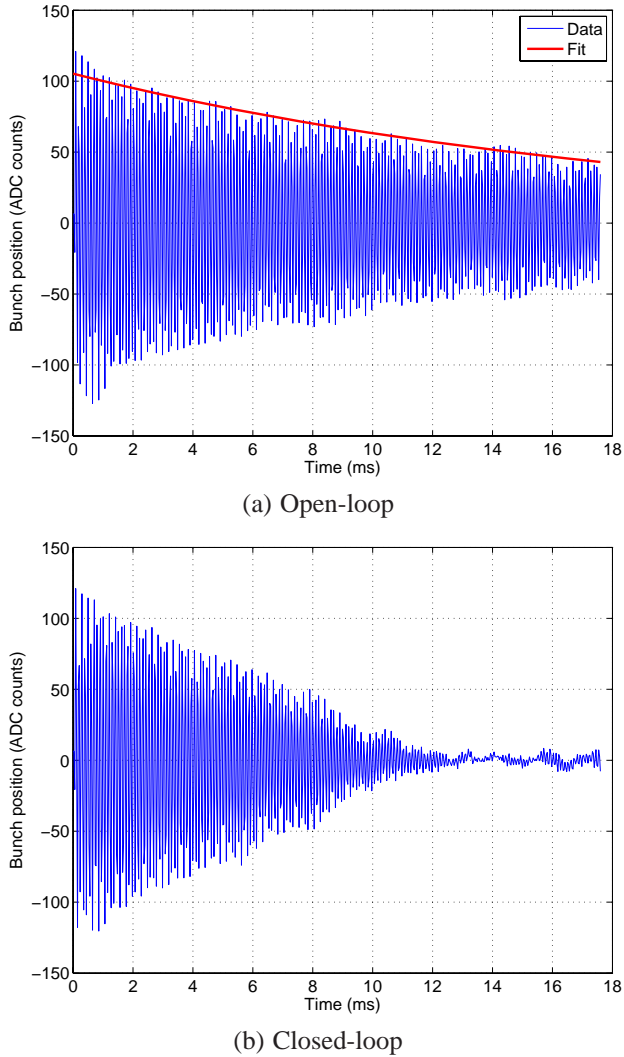 150
100
50
0
−50
−100
−150
Bunch position (ADC counts)
Data
Fit
0 2 4 6 8 10 12 14 16 18
Time (ms)
(a) Open-loop
150
100
50
0
−50
−100
−150
Bunch position (ADC counts)
0 2 4 6 8 10 12 14 16 18
Time (ms)
(b) Closed-loop